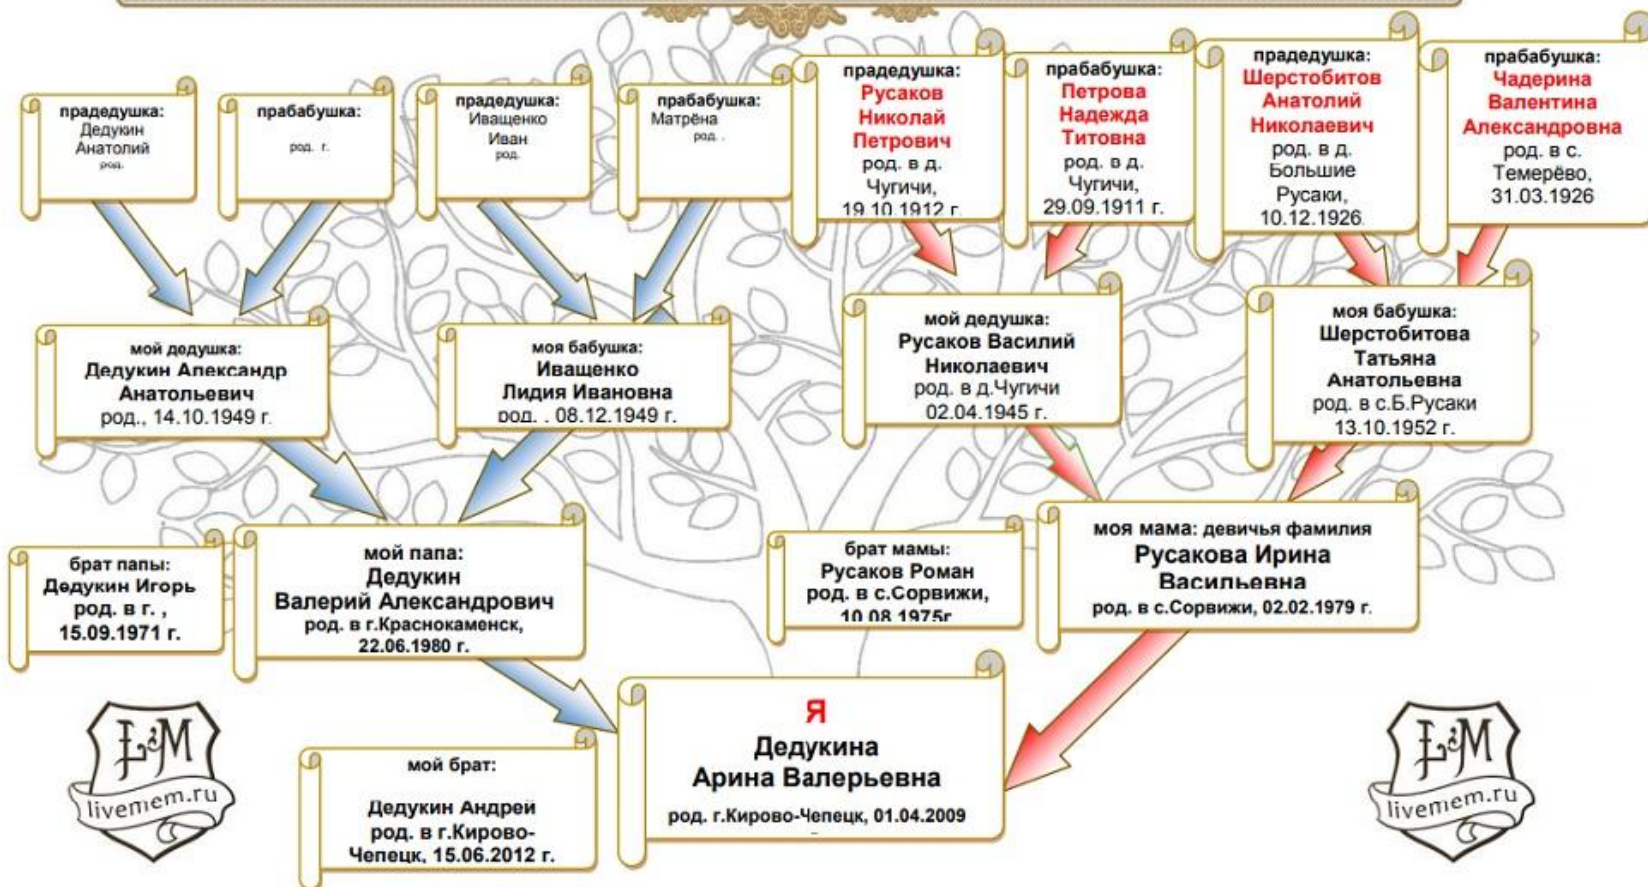 прадедушка:
Дедукин
Анатолий
род.
прабабушка:
род. г.
прадедушка:
Иващенко
Иван
род.
прабабушка:
Матрёна
род. .
прадедушка:
Русаков
Николай
Петрович
род. в д.
Чугичи,
19.10.1912 г.
прабабушка:
Петрова
Надежда
Титовна
род. в д.
Чугичи,
29.09.1911 г.
прадедушка:
Шерстобитов
Анатолий
Николаевич
род. в д.
Большие
Русаки,
10.12.1926
прабабушка:
Чадерина
Валентина
Александровна
род. в с.
Темерёво,
31.03.1926
мой дедушка:
Дедукин Александр
Анатольевич
род., 14.10.1949 г.
моя бабушка:
Иващенко
Лидия Ивановна
род. . 08.12.1949 г.
мой дедушка:
Русаков Василий
Николаевич
род. в д.Чугичи
02.04.1945 г.
моя бабушка:
Шерстобитова
Татьяна
Анатольевна
род. в с.Б.Русаки
13.10.1952 г.
брат папы:
Дедукин Игорь
род. в г. ,
15.09.1971 г.
мой папа:
Дедукин
Валерий Александрович
род. в г.Краснокаменск,
22.06.1980 г.
брат мамы:
Русаков Роман
род. в с.Сорвижи,
10.08.1975г
моя мама: девичья фамилия
Русакова Ирина
Васильевна
род. в с.Сорвижи, 02.02.1979 г.
Я
Дедукина
Арина Валерьевна
род. г.Кирово-Чепецк, 01.04.2009
мой брат:
Дедукин Андрей
род. в г.Кирово-
Чепецк, 15.06.2012 г.
L&M
livemem.ru
L&M
livemem.ru